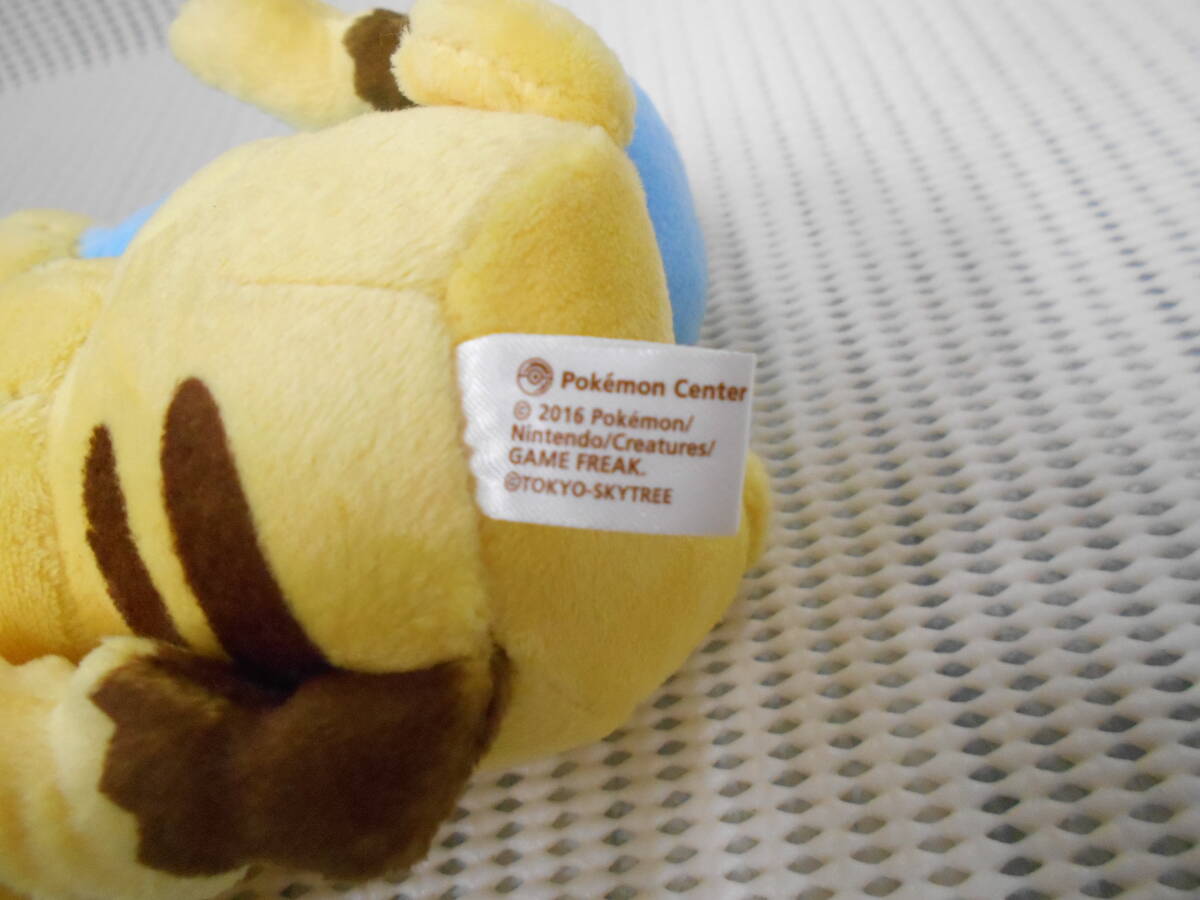 Pokémon Center
© 2016 Pokémon/
Nintendo/Creatures/
GAME FREAK.
©TOKYO-SKYTREE